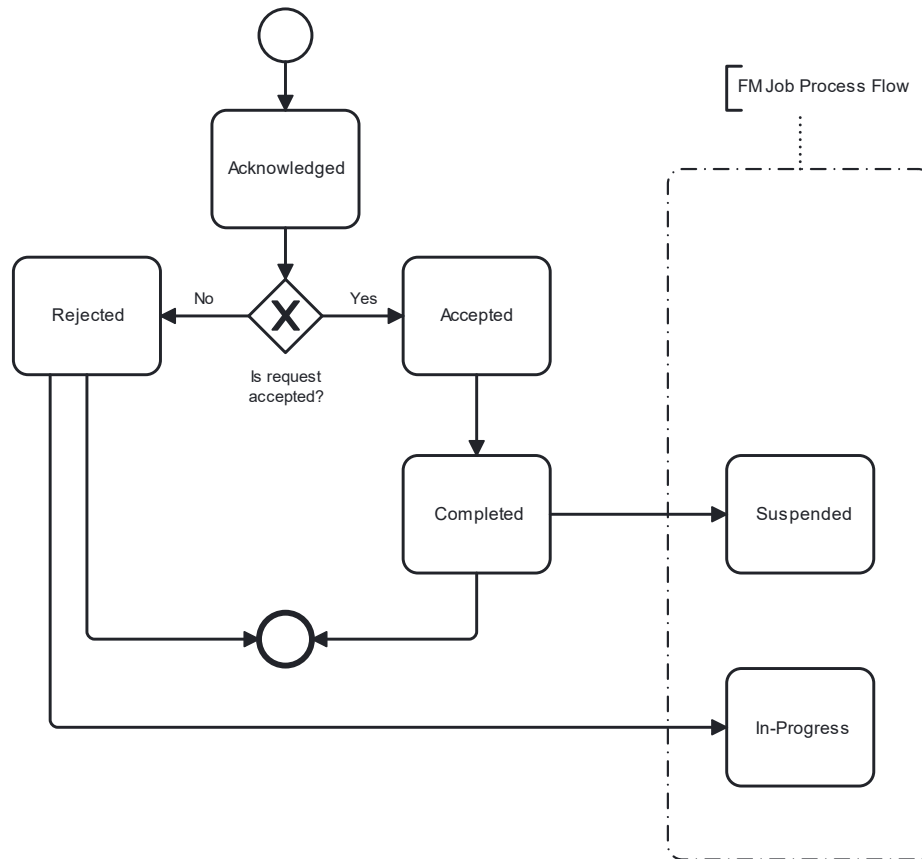 FM Job Process Flow
Acknowledged
No
Yes
Rejected
X
Accepted
Is request
accepted?
Completed
Suspended
In-Progress